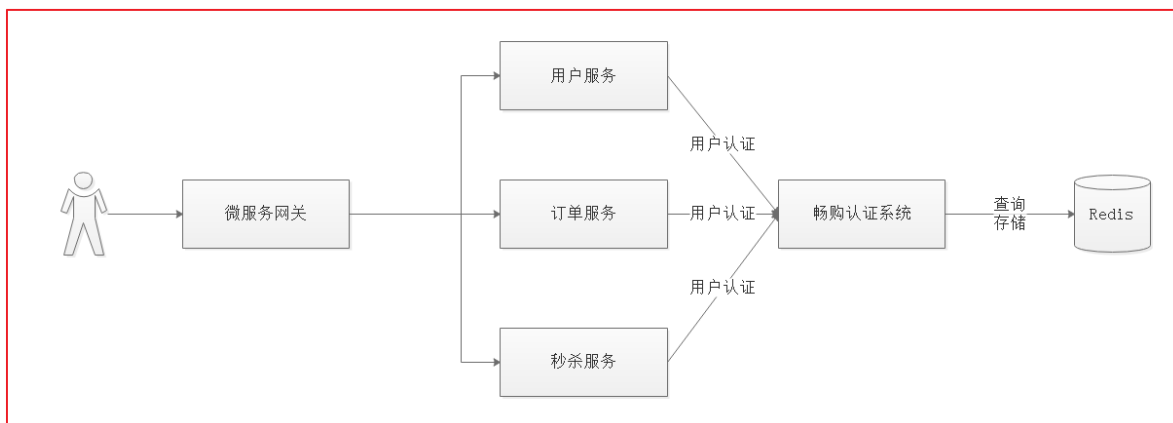 用户服务
用户认证
微服务网关
订单服务
用户认证
畅购认证系统
查询
存储
Redis
用户认证
秒杀服务